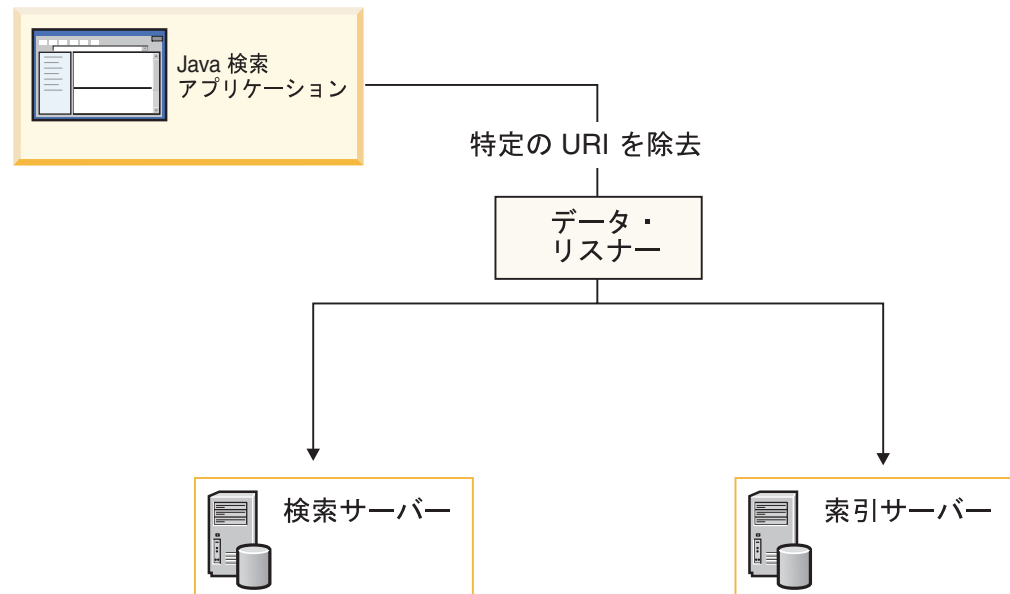 Java 検索
アプリケーション
特定の URI を除去
データ・
リスナー
検索サーバー
索引サーバー